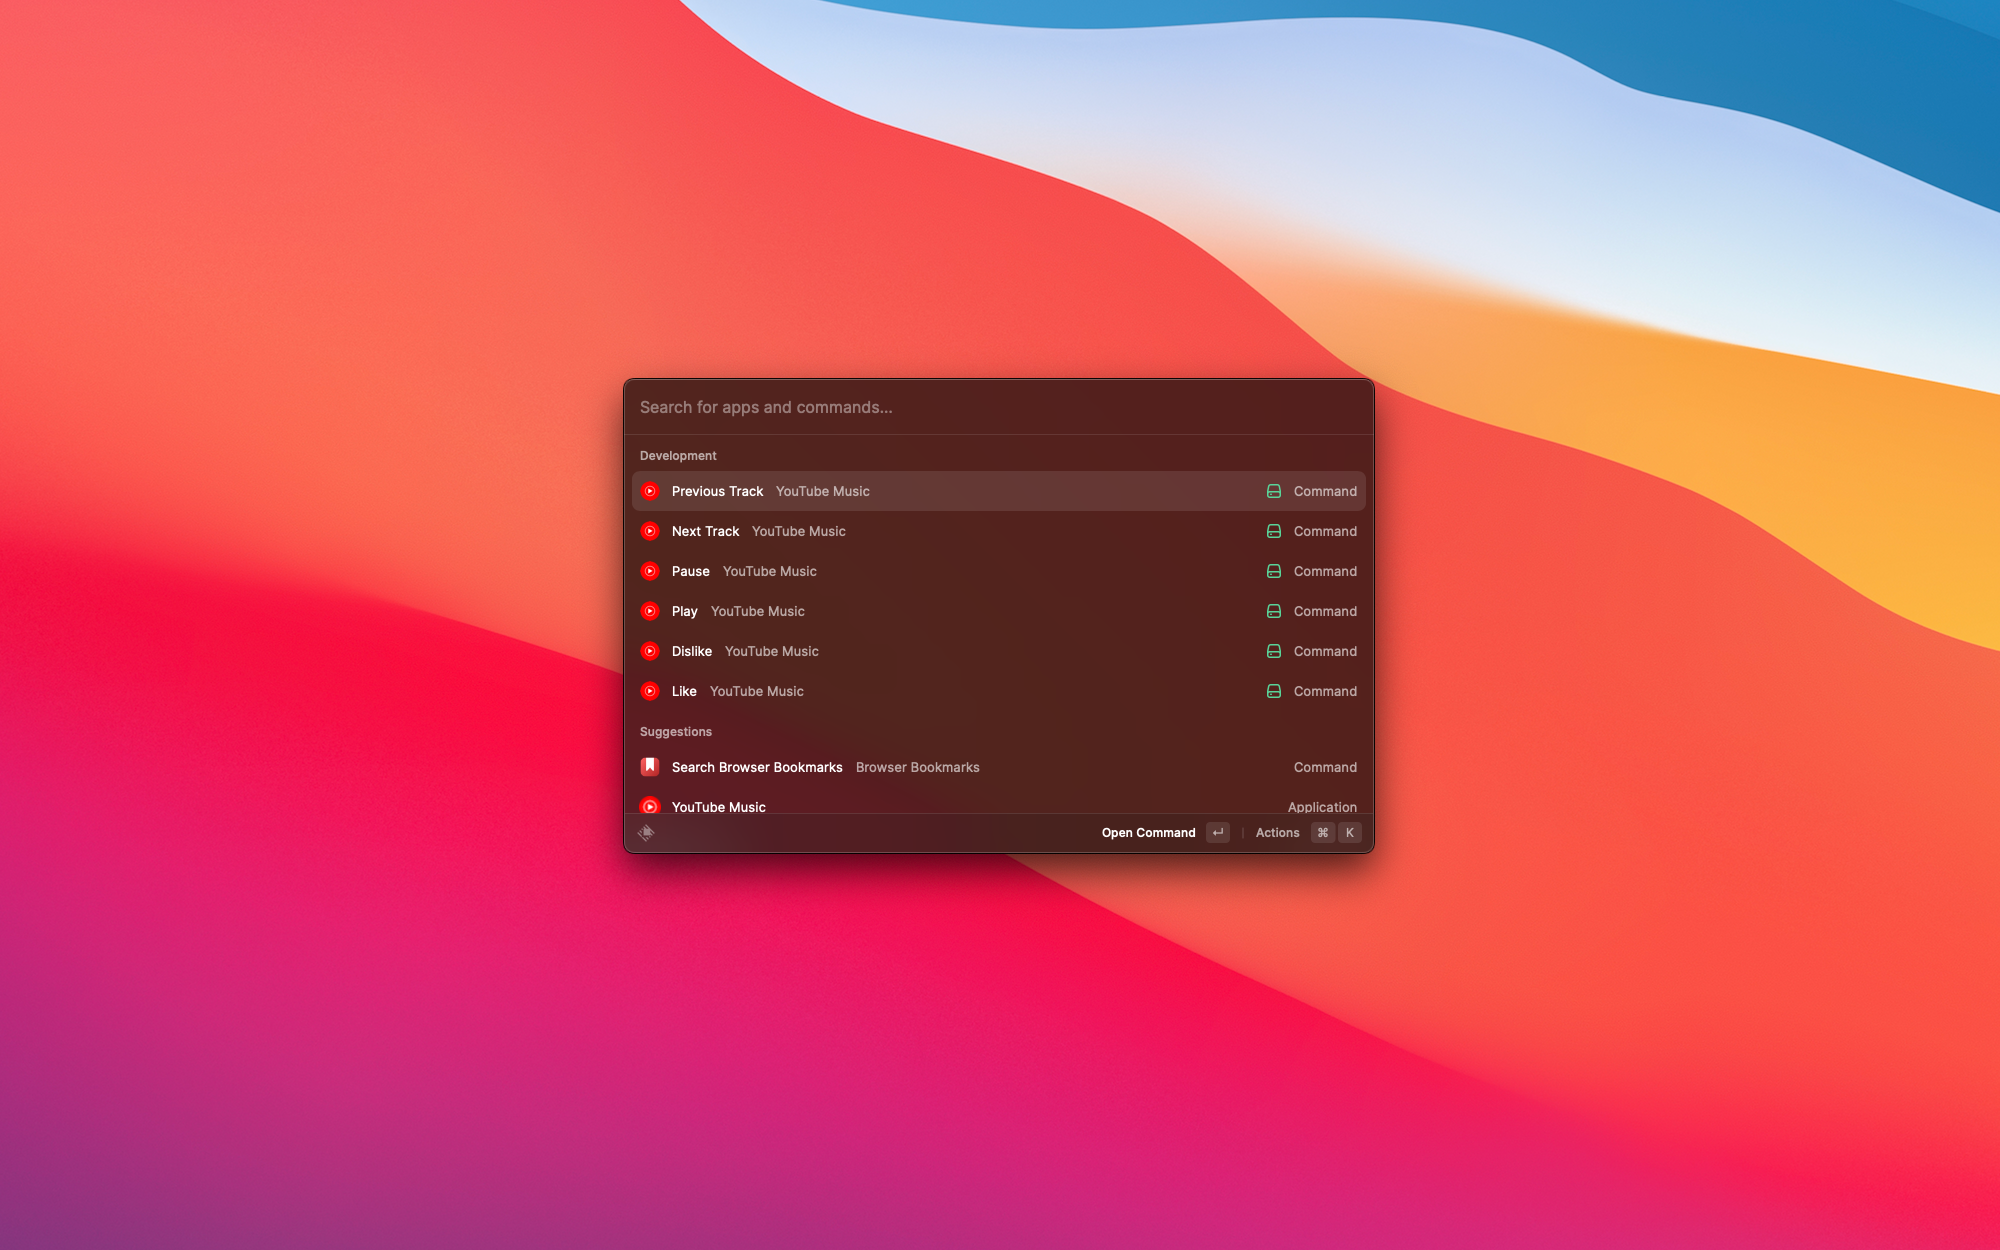 Search for apps and commands...
Development
Previous Track YouTube Music Command
Next Track YouTube Music Command
Pause YouTube Music Command
Play YouTube Music Command
Dislike YouTube Music Command
Like YouTube Music Command
Suggestions
Search Browser Bookmarks Browser Bookmarks Command
YouTube Music Application
Open Command ↵ Actions ⌘ K